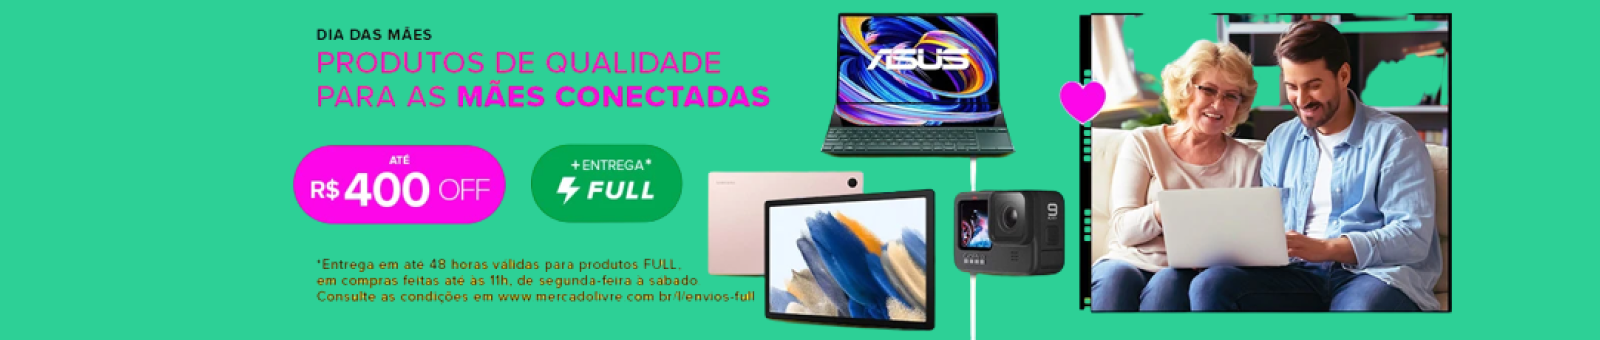 DIA DAS MÃES
PRODUTOS DE QUALIDADE
PARA AS MÃES CONECTADAS
ATÉ
R$ 400 OFF
+ ENTREGA*
FULL
*Entrega em até 48 horas válidas para produtos FULL,
em compras feitas até às 11h, de segunda-feira à sábado
Consulte as condições em www mercadolivre com br/l/envios-full
ASUS
9